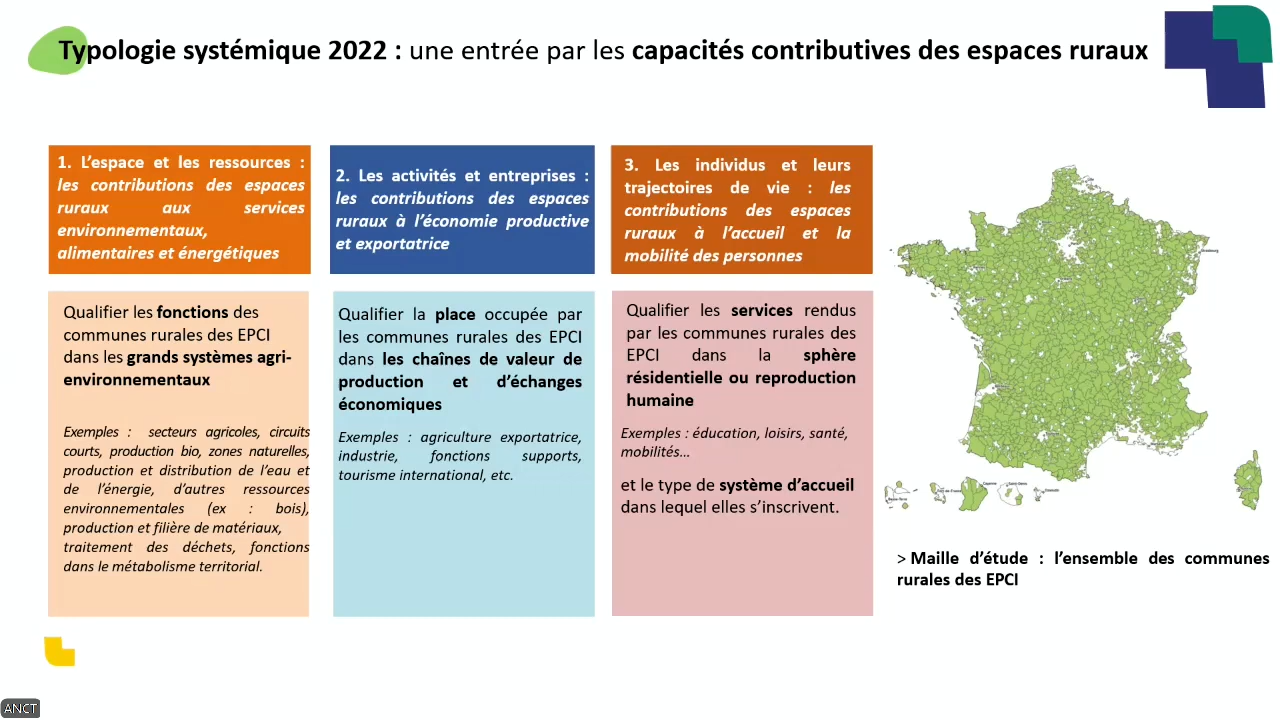 Typologie systémique 2022 : une entrée par les capacités contributives des espaces ruraux
1. L’espace et les ressources :
les contributions des espaces
ruraux aux services
environnementaux,
alimentaires et énergétiques
2. Les activités et entreprises :
les contributions des espaces
ruraux à l’économie productive
et exportatrice
3. Les individus et leurs
trajectoires de vie : les
contributions des espaces
ruraux à l’accueil et la
mobilité des personnes
Qualifier les fonctions des
communes rurales des EPCI
dans les grands systèmes agri-
environnementaux
Exemples : secteurs agricoles, circuits
courts, production bio, zones naturelles,
production et distribution de l’eau et
de l’énergie, d’autres ressources
environnementales (ex : bois),
production et filière de matériaux,
traitement des déchets, fonctions
dans le métabolisme territorial.
Qualifier la place occupée par
les communes rurales des EPCI
dans les chaînes de valeur de
production et d’échanges
économiques
Exemples : agriculture exportatrice,
industrie, fonctions supports,
tourisme international, etc.
Qualifier les services rendus
par les communes rurales des
EPCI dans la sphère
résidentielle ou reproduction
humaine
Exemples : éducation, loisirs, santé,
mobilités…
et le type de système d’accueil
dans lequel elles s’inscrivent.
> Maille d’étude : l’ensemble des communes
rurales des EPCI
ANCT